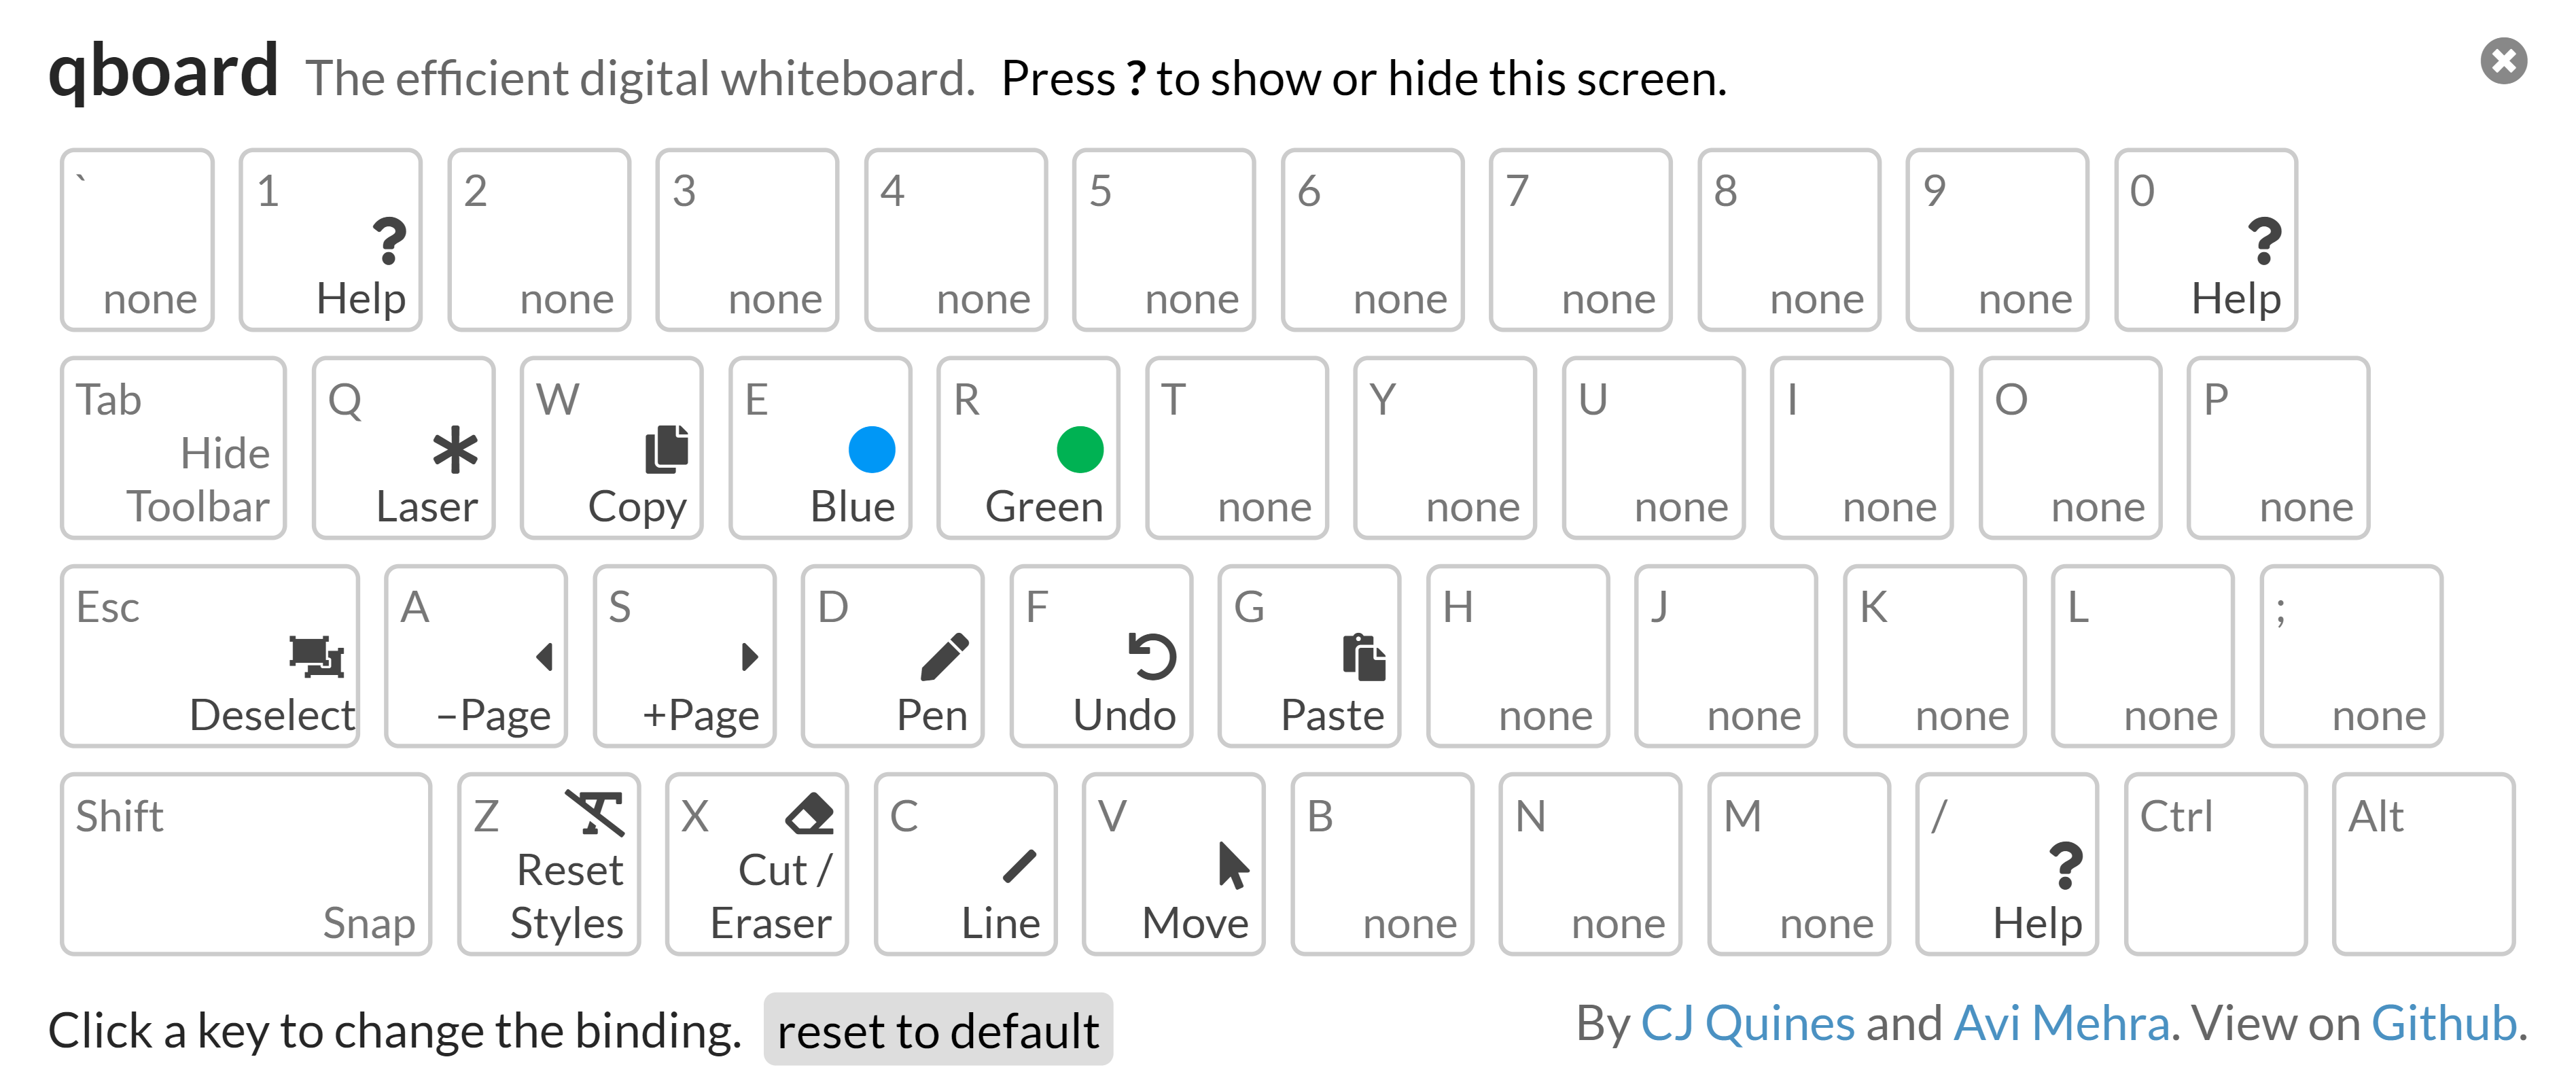 qboard The efficient digital whiteboard. Press ? to show or hide this screen.
` none
1 ? Help
2 none
3 none
4 none
5 none
6 none
7 none
8 none
9 none
0 ? Help
Tab Hide Toolbar
Q Laser
W Copy
E Blue
R Green
T none
Y none
U none
I none
O none
P none
Esc Deselect
A –Page
S +Page
D Pen
F Undo
G Paste
H none
J none
K none
L none
; none
Shift Snap
Z Reset Styles
X Cut / Eraser
C Line
V Move
B none
N none
M none
/ ? Help
Ctrl
Alt
Click a key to change the binding. reset to default
By CJ Quines and Avi Mehra. View on Github.